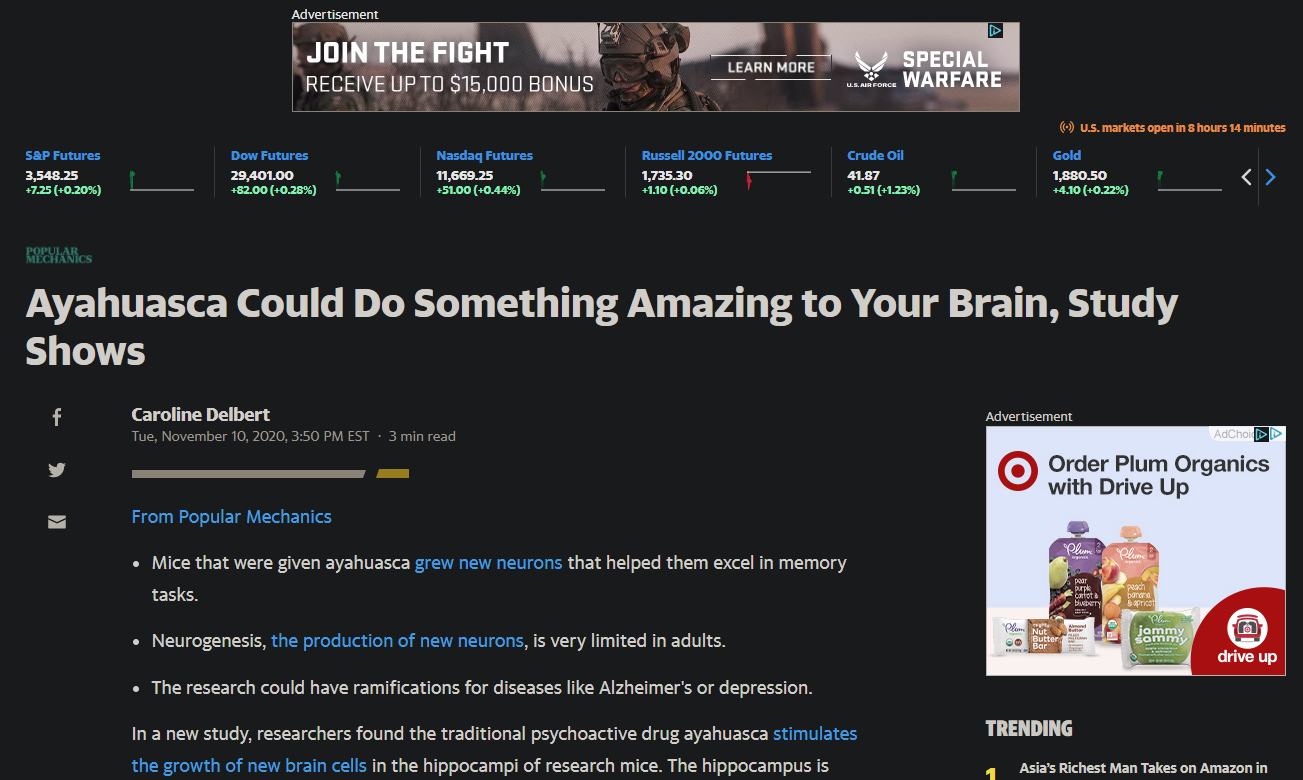 Advertisement
JOIN THE FIGHT
RECEIVE UP TO $15,000 BONUS
LEARN MORE
U.S. AIR FORCE
SPECIAL
WARFARE
U.S. markets open in 8 hours 14 minutes
S&P Futures
3,548.25
+7.25 (+0.20%)
Dow Futures
29,401.00
+82.00 (+0.28%)
Nasdaq Futures
11,669.25
+51.00 (+0.44%)
Russell 2000 Futures
1,735.30
+1.10 (+0.06%)
Crude Oil
41.87
+0.51 (+1.23%)
Gold
1,880.50
+4.10 (+0.22%)
POPULAR
MECHANICS
Ayahuasca Could Do Something Amazing to Your Brain, Study
Shows
Caroline Delbert
Tue, November 10, 2020, 3:50 PM EST · 3 min read
From Popular Mechanics
• Mice that were given ayahuasca grew new neurons that helped them excel in memory
tasks.
• Neurogenesis, the production of new neurons, is very limited in adults.
• The research could have ramifications for diseases like Alzheimer's or depression.
In a new study, researchers found the traditional psychoactive drug ayahuasca stimulates
the growth of new brain cells in the hippocampi of research mice. The hippocampus is
Advertisement
AdChoic
Order Plum Organics
with Drive Up
Plum
organics
pear
purple
carrot &
blueberry
Plum
organics
peach
banana
& apricot
Plum
mighty
Nut
Butter
Bar
Almond
Butter
Plum
jammy
sammy
drive up
TRENDING
1
Asia's Richest Man Takes on Amazon in